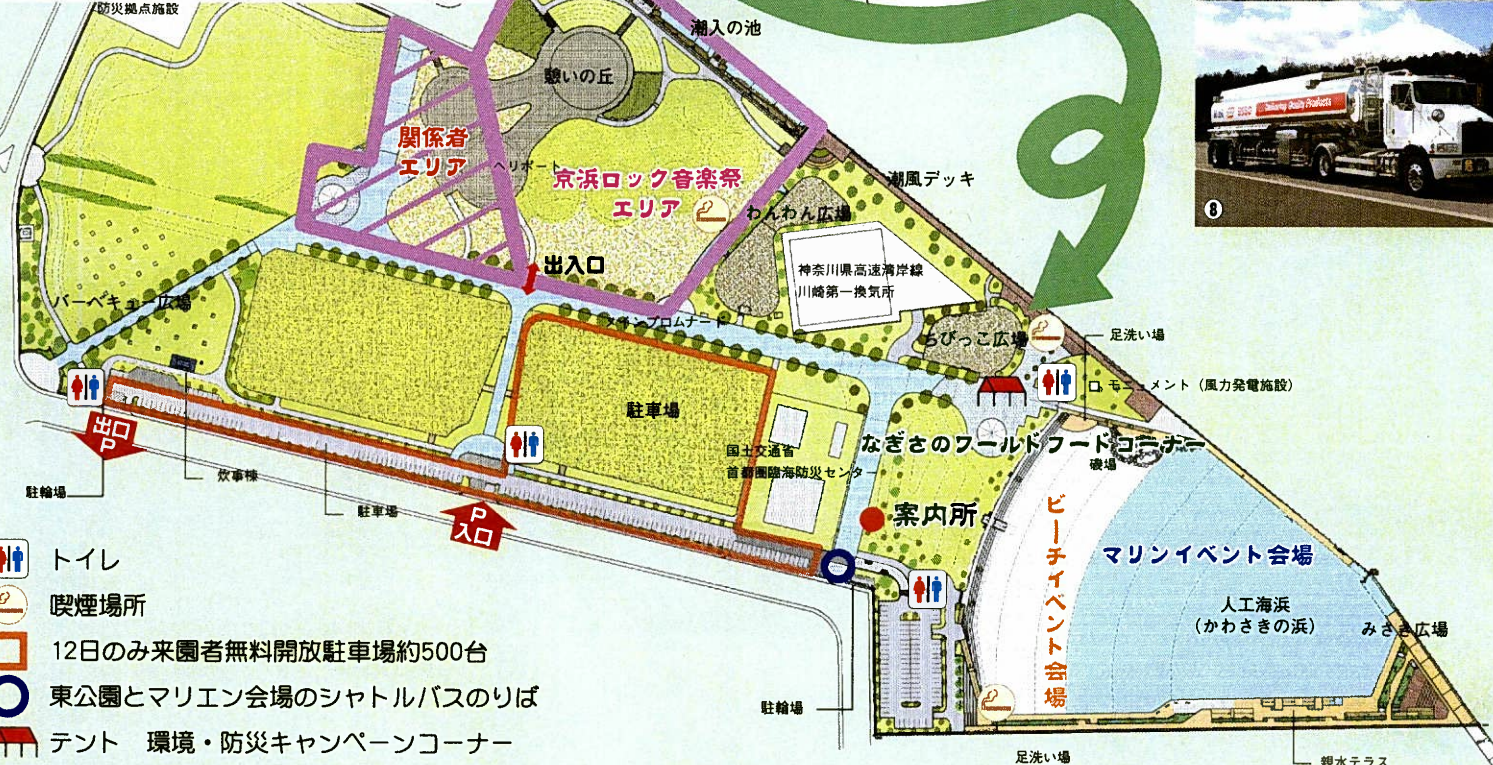 防災拠点施設
潮入の池
憩いの丘
関係者
エリア
ヘリポート
京浜ロック音楽祭
エリア
わんわん広場
潮風デッキ
神奈川県高速湾岸線
川崎第一換気所
出入口
バーベキュー広場
メインプロムナード
ちびっこ広場
足洗い場
モニュメント（風力発電施設）
駐車場
国土交通省
首都圏臨海防災センター
なぎさのワールドフードコーナー
磯場
出口
P
駐輪場
炊事棟
駐車場
P
入口
案内所
ビーチイベント会場
マリンイベント会場
人工海浜
（かわさきの浜）
みさき広場
駐輪場
足洗い場
親水テラス
トイレ
喫煙場所
12日のみ来園者無料開放駐車場約500台
東公園とマリエン会場のシャトルバスのりば
テント　環境・防災キャンペーンコーナー
Delivering Quality Products
8